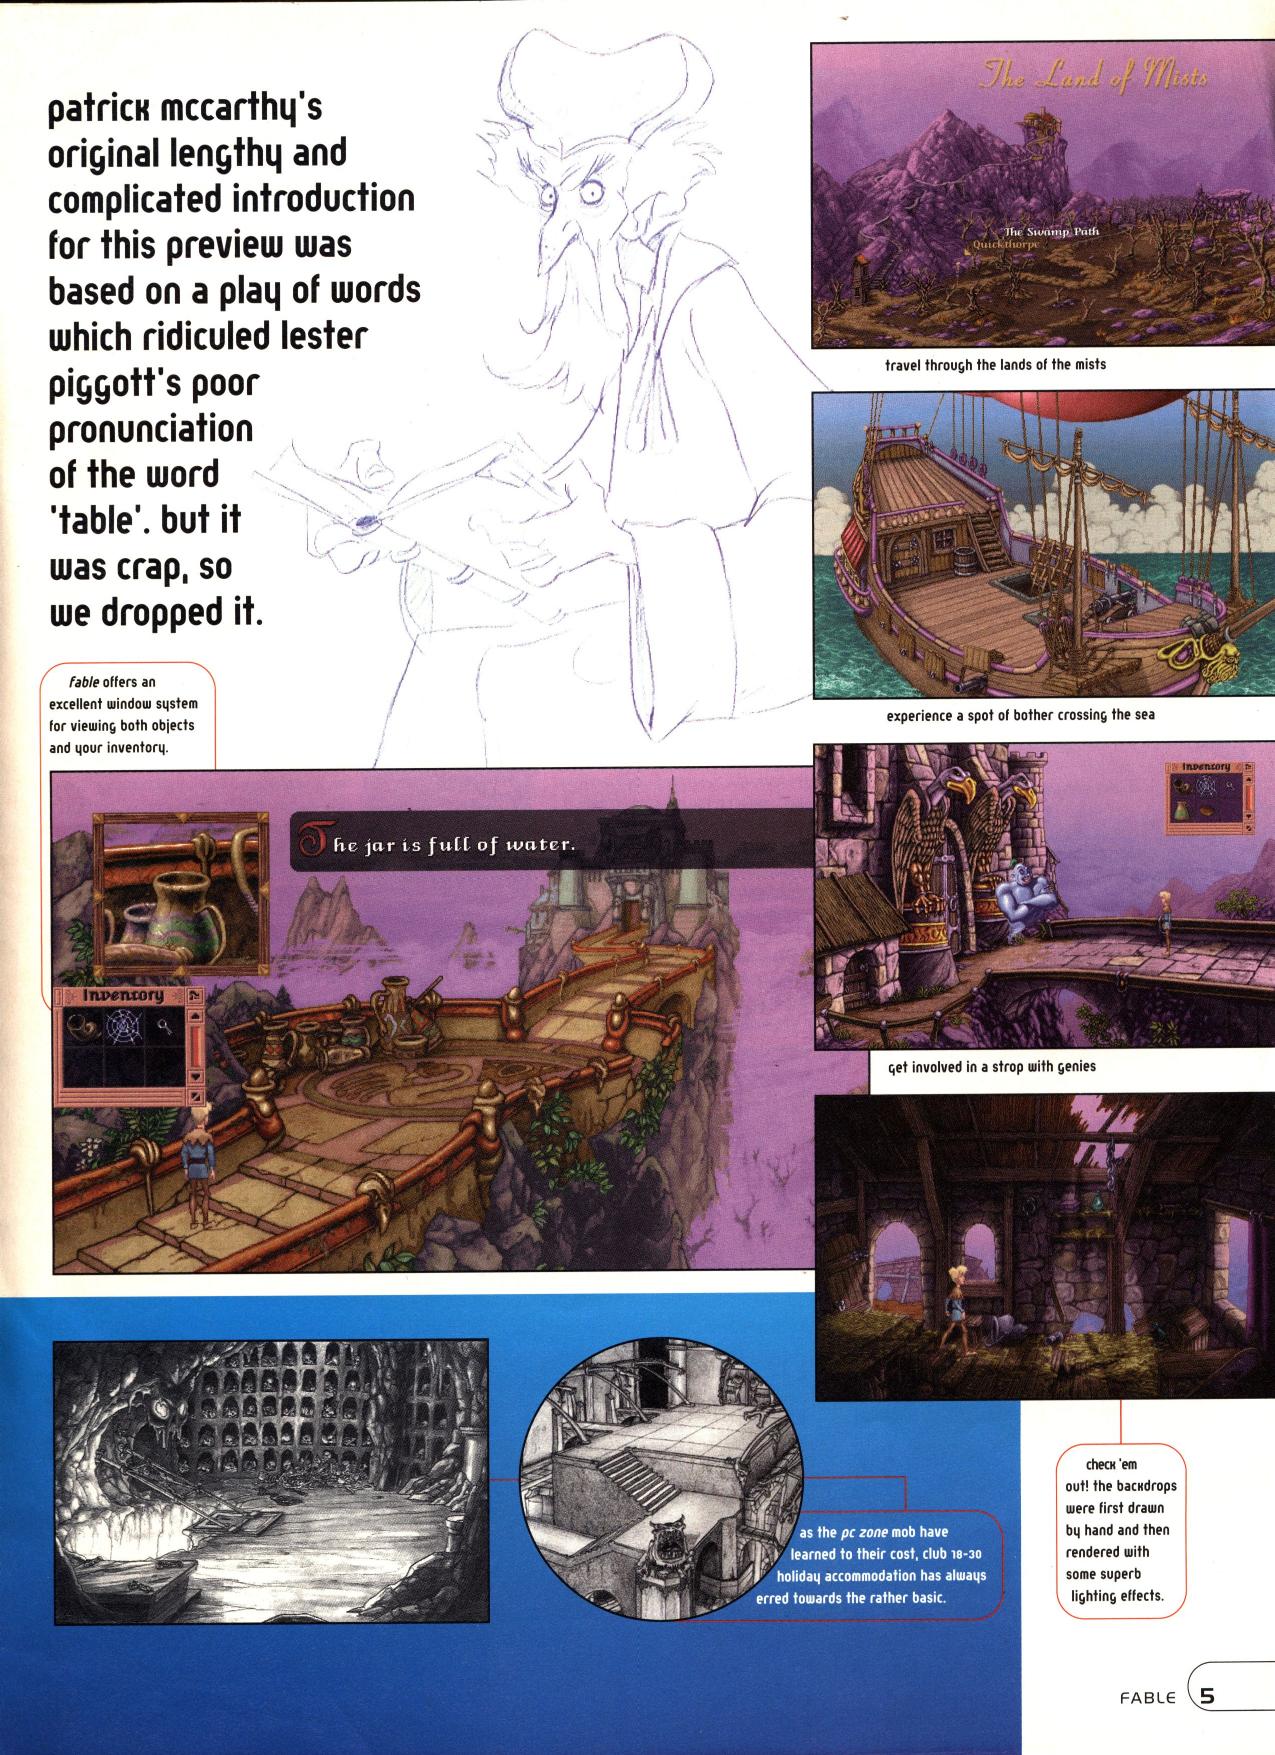 patrick mccarthy's
original lengthy and
complicated introduction
for this preview was
based on a play of words
which ridiculed lester
piggott's poor
pronunciation
of the word
'table'. but it
was crap, so
we dropped it.
The Land of Mists
The Swamp Path
Quickthorpe
travel through the lands of the mists
experience a spot of bother crossing the sea
fable offers an
excellent window system
for viewing both objects
and your inventory.
The jar is full of water.
Inventory
Inventory
get involved in a strop with genies
as the pc zone mob have
learned to their cost, club 18-30
holiday accommodation has always
erred towards the rather basic.
check 'em
out! the backdrops
were first drawn
by hand and then
rendered with
some superb
lighting effects.
FABLE 5